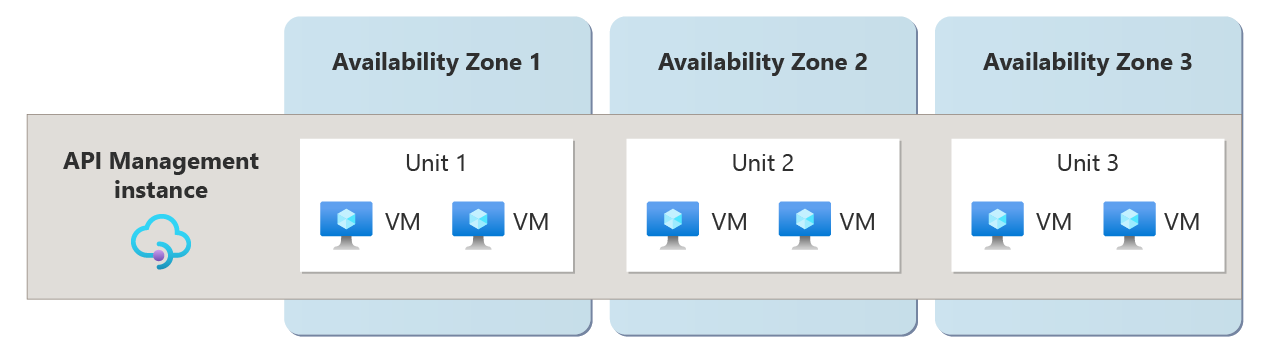 Availability Zone 1
Availability Zone 2
Availability Zone 3
API Management
instance
Unit 1
VM
VM
Unit 2
VM
VM
Unit 3
VM
VM